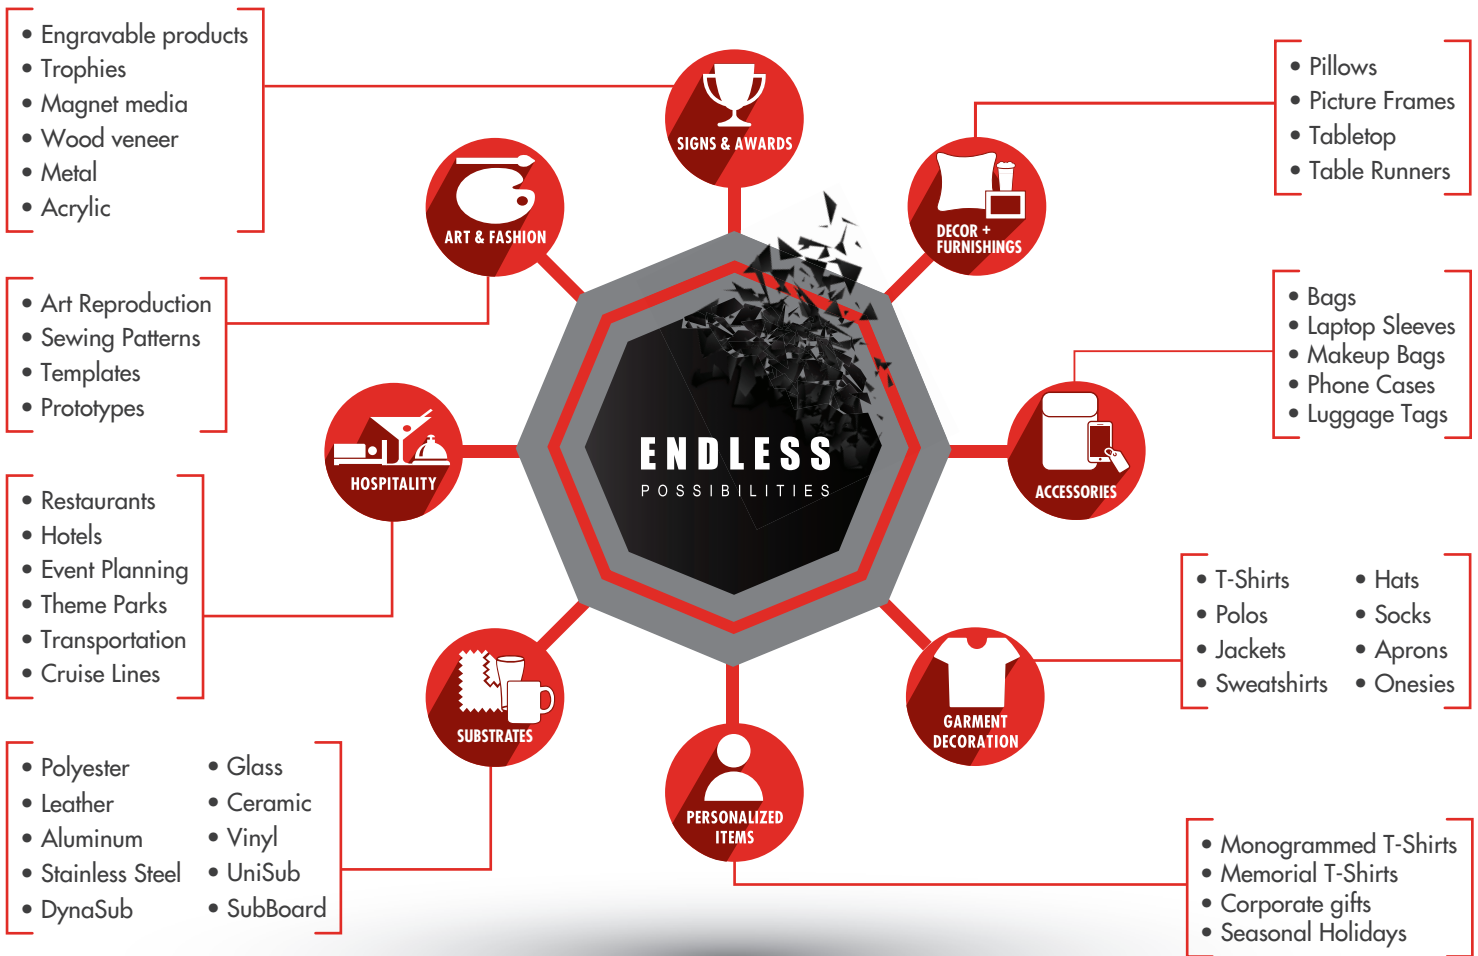 • Engravable products
• Trophies
• Magnet media
• Wood veneer
• Metal
• Acrylic
SIGNS & AWARDS
• Pillows
• Picture Frames
• Tabletop
• Table Runners
DECOR +
FURNISHINGS
ART & FASHION
• Art Reproduction
• Sewing Patterns
• Templates
• Prototypes
• Bags
• Laptop Sleeves
• Makeup Bags
• Phone Cases
• Luggage Tags
ACCESSORIES
ENDLESS
POSSIBILITIES
HOSPITALITY
• Restaurants
• Hotels
• Event Planning
• Theme Parks
• Transportation
• Cruise Lines
• T-Shirts
• Polos
• Jackets
• Sweatshirts
• Hats
• Socks
• Aprons
• Onesies
GARMENT
DECORATION
SUBSTRATES
• Polyester
• Leather
• Aluminum
• Stainless Steel
• DynaSub
• Glass
• Ceramic
• Vinyl
• UniSub
• SubBoard
PERSONALIZED
ITEMS
• Monogrammed T-Shirts
• Memorial T-Shirts
• Corporate gifts
• Seasonal Holidays